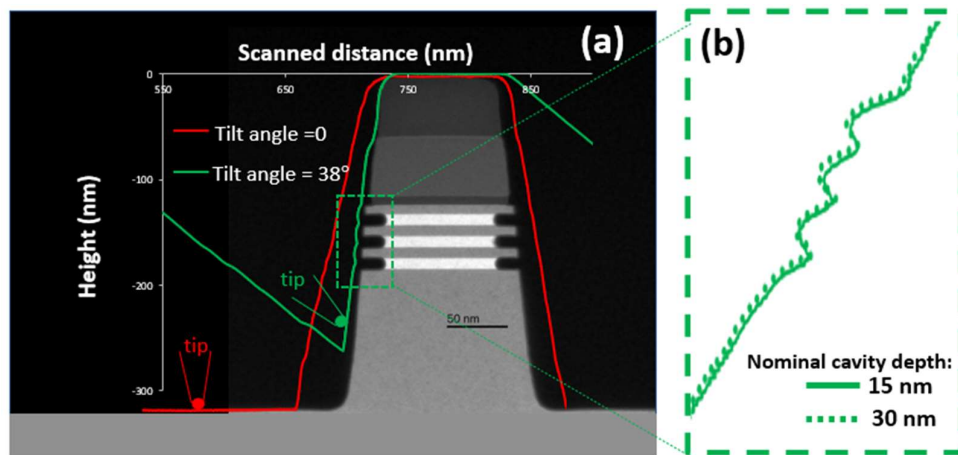 Scanned distance (nm)
(a)
0
550
650
750
850
Tilt angle =0
Tilt angle = 38°
-100
Height (nm)
-200
tip
50 nm
tip
-300
(b)
Nominal cavity depth:
15 nm
30 nm